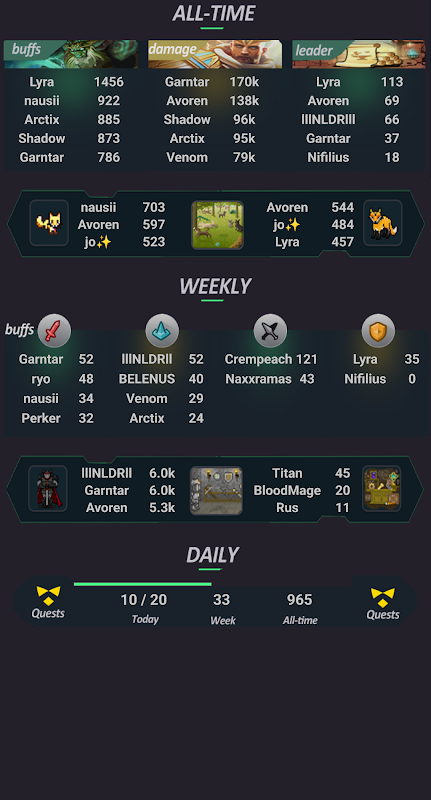 ALL-TIME
buffs damage leader
Lyra 1456 Garntar 170k Lyra 113
nausii 922 Avoren 138k Avoren 69
Arctix 885 Shadow 96k lllNLDRlll 66
Shadow 873 Arctix 95k Garntar 37
Garntar 786 Venom 79k Nifilius 18
nausii 703 Avoren 544
Avoren 597 jo✨ 484
jo✨ 523 Lyra 457
WEEKLY
buffs
Garntar 52 lllNLDRll 52 Crempeach 121 Lyra 35
ryo 48 BELENUS 40 Naxxramas 43 Nifilius 0
nausii 34 Venom 29
Perker 32 Arctix 24
lllNLDRll 6.0k Titan 45
Garntar 6.0k BloodMage 20
Avoren 5.3k Rus 11
DAILY
10 / 20 33 965
Quests Today Week All-time Quests